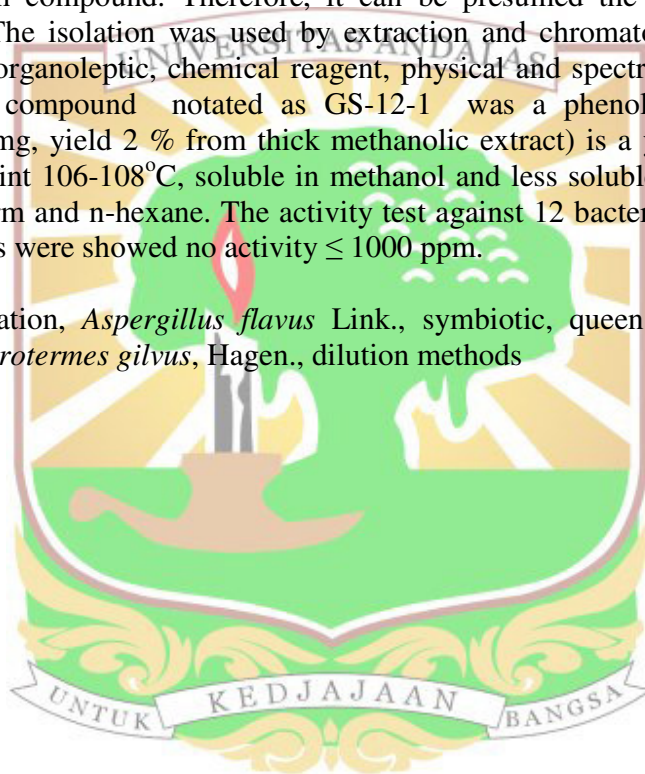 n compound. Therefore, it can be presumed the
The isolation was used by extraction and chromato
UNIVERSITAS ANDALAS
organoleptic, chemical reagent, physical and spectr
compound notated as GS-12-1 was a phenol
mg, yield 2 % from thick methanolic extract) is a
int 106-108°C, soluble in methanol and less soluble
rm and n-hexane. The activity test against 12 bacter
s were showed no activity ≤ 1000 ppm.
ation, Aspergillus flavus Link., symbiotic, queen
rotermes gilvus, Hagen., dilution methods
UNTUK KEDJAJAAN BANGSA